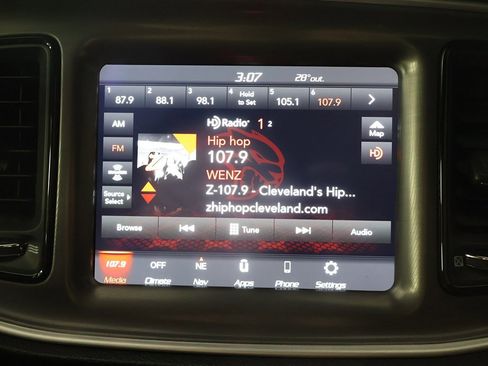 3:07 28° out.
1 2 3 4 5 6
87.9 88.1 98.1 Hold to Set 105.1 107.9
AM
FM
Source Select
HD Radio 1 2
Hip hop
107.9
WENZ
Z-107.9 - Cleveland's Hip...
zhiphopcleveland.com
Map
HD
Browse Tune Audio
107.9 OFF NE
Media Climate Nav Apps Phone Settings